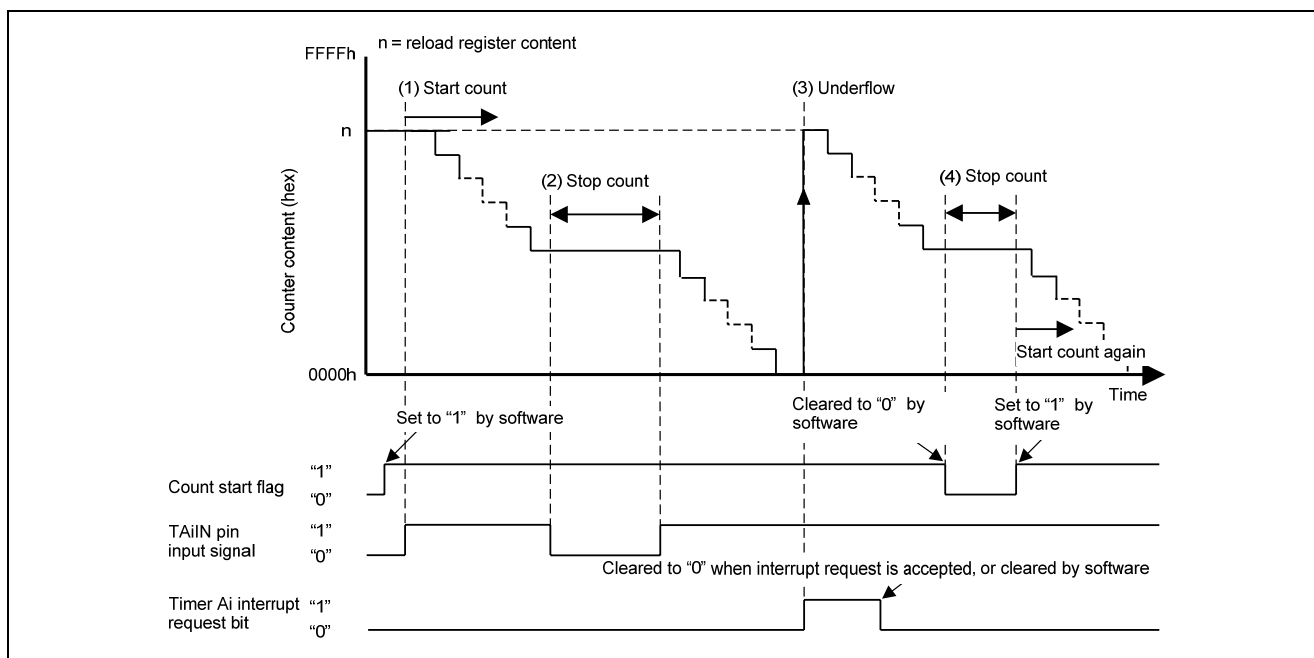 FFFFh
n = reload register content
(1) Start count
(3) Underflow
n
(2) Stop count
(4) Stop count
Counter content (hex)
Start count again
0000h
Time
Set to “1” by software
Cleared to “0” by
software
Set to “1” by
software
Count start flag
“1”
“0”
TAiIN pin
input signal
“1”
“0”
Cleared to “0” when interrupt request is accepted, or cleared by software
Timer Ai interrupt
request bit
“1”
“0”